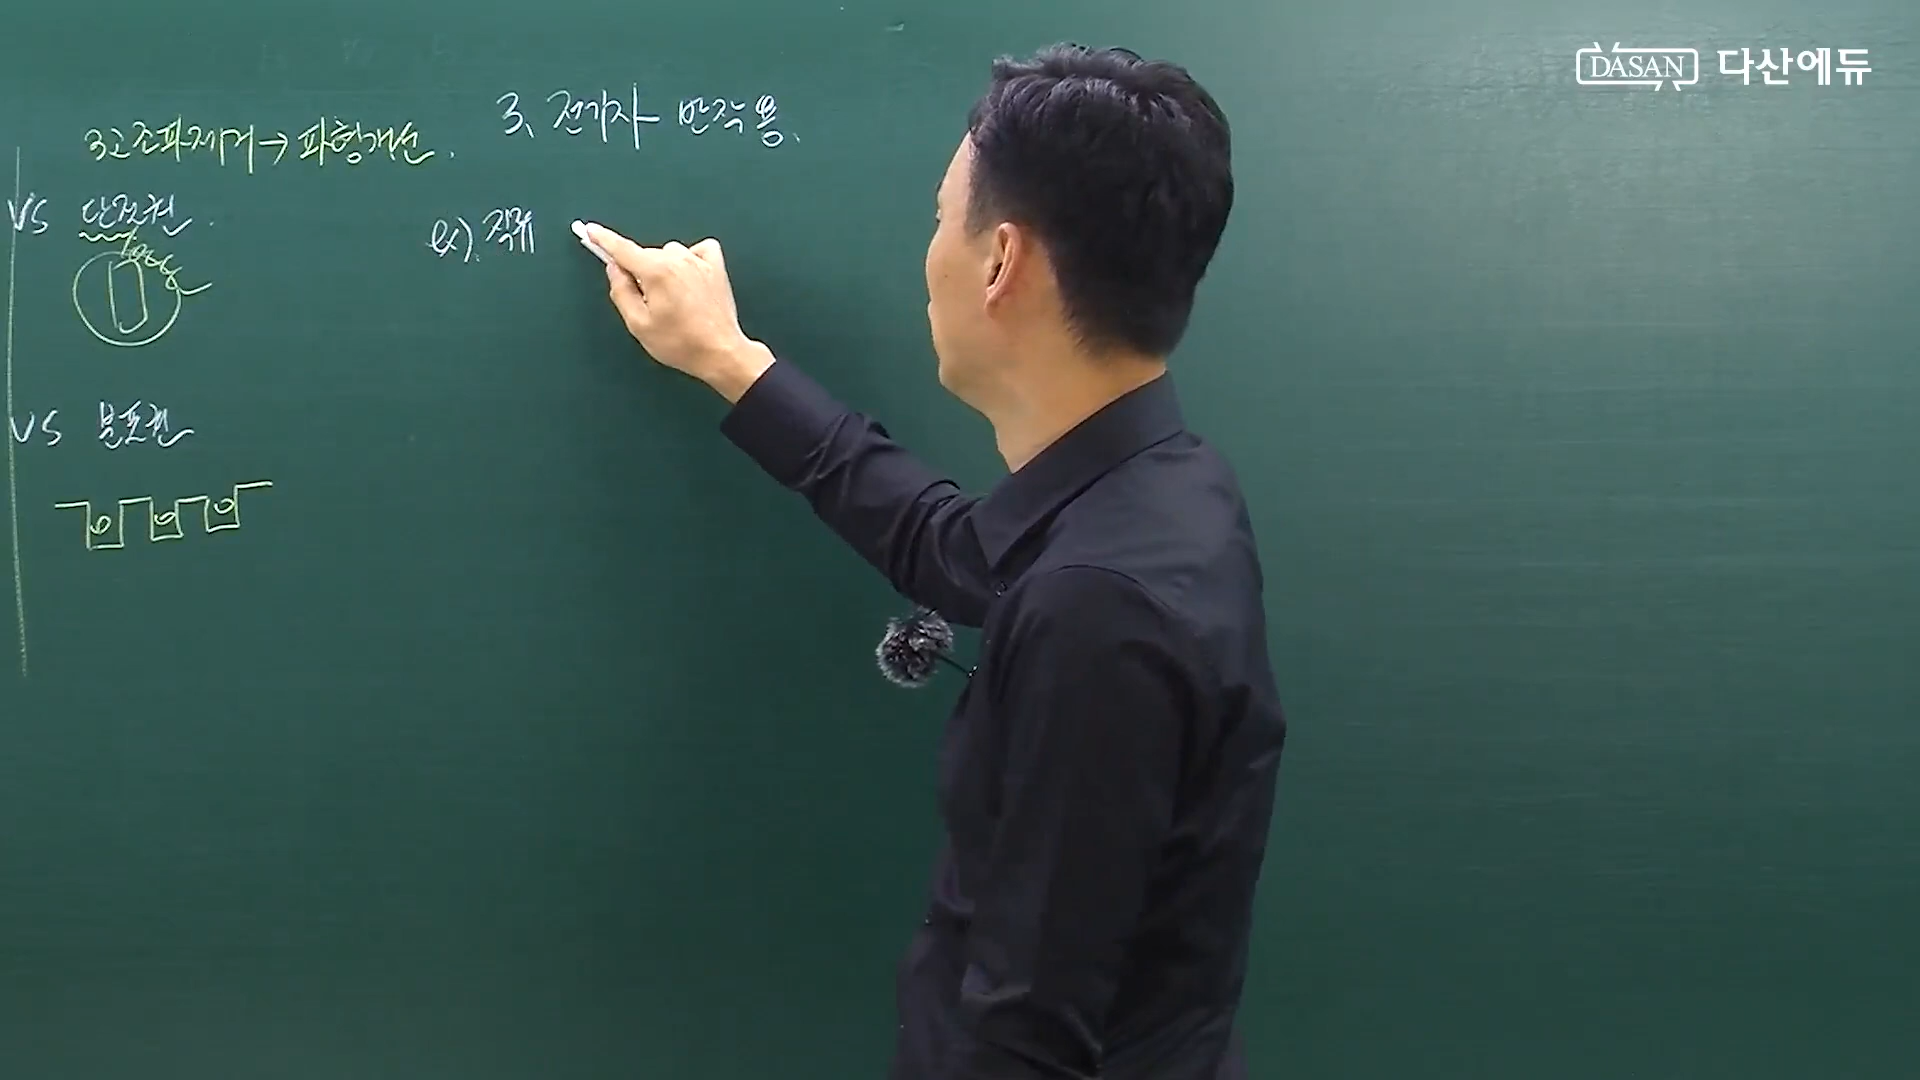 DASAN 다산에듀
3고조파제거→파형개선.
VS 단절권.
VS 분포권
3. 전기자 반작용.
ex). 직류